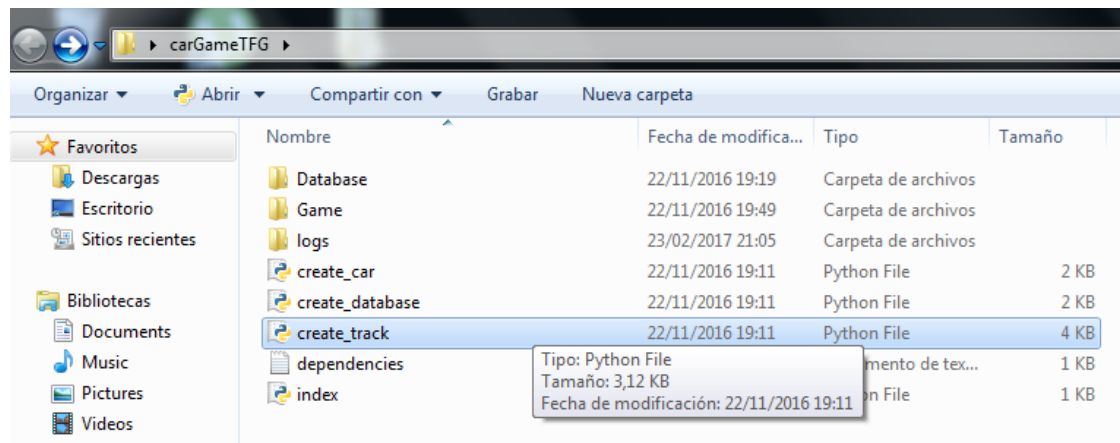 carGameTFG
Organizar Abrir Compartir con Grabar Nueva carpeta
Nombre Fecha de modifica... Tipo Tamaño
Favoritos
Descargas
Escritorio
Sitios recientes
Bibliotecas
Documents
Music
Pictures
Videos
Database 22/11/2016 19:19 Carpeta de archivos
Game 22/11/2016 19:49 Carpeta de archivos
logs 23/02/2017 21:05 Carpeta de archivos
create_car 22/11/2016 19:11 Python File 2 KB
create_database 22/11/2016 19:11 Python File 2 KB
create_track 22/11/2016 19:11 Python File 4 KB
dependencies mento de tex... 1 KB
index on File 1 KB
Tipo: Python File
Tamaño: 3,12 KB
Fecha de modificación: 22/11/2016 19:11